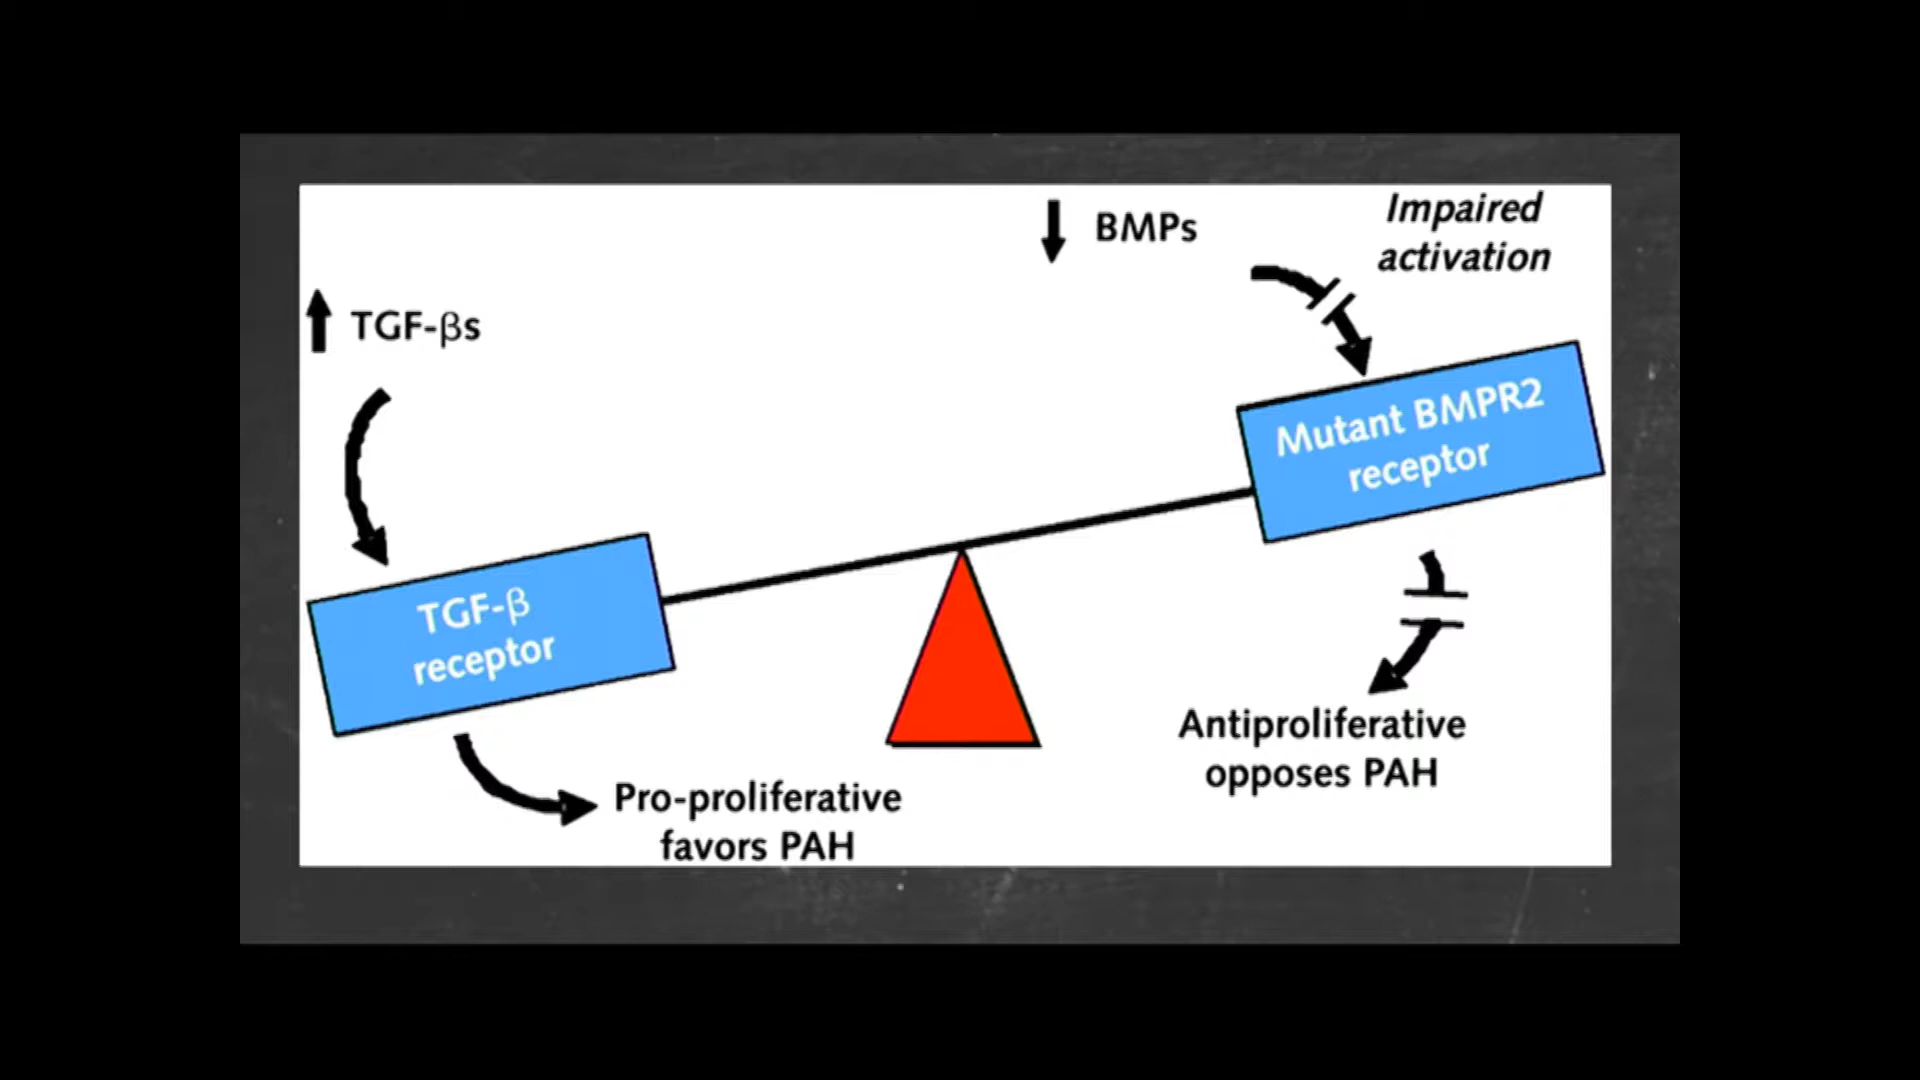 TGF-βs
TGF-β
receptor
Pro-proliferative
favors PAH
BMPs
Impaired
activation
Mutant BMPR2
receptor
Antiproliferative
opposes PAH